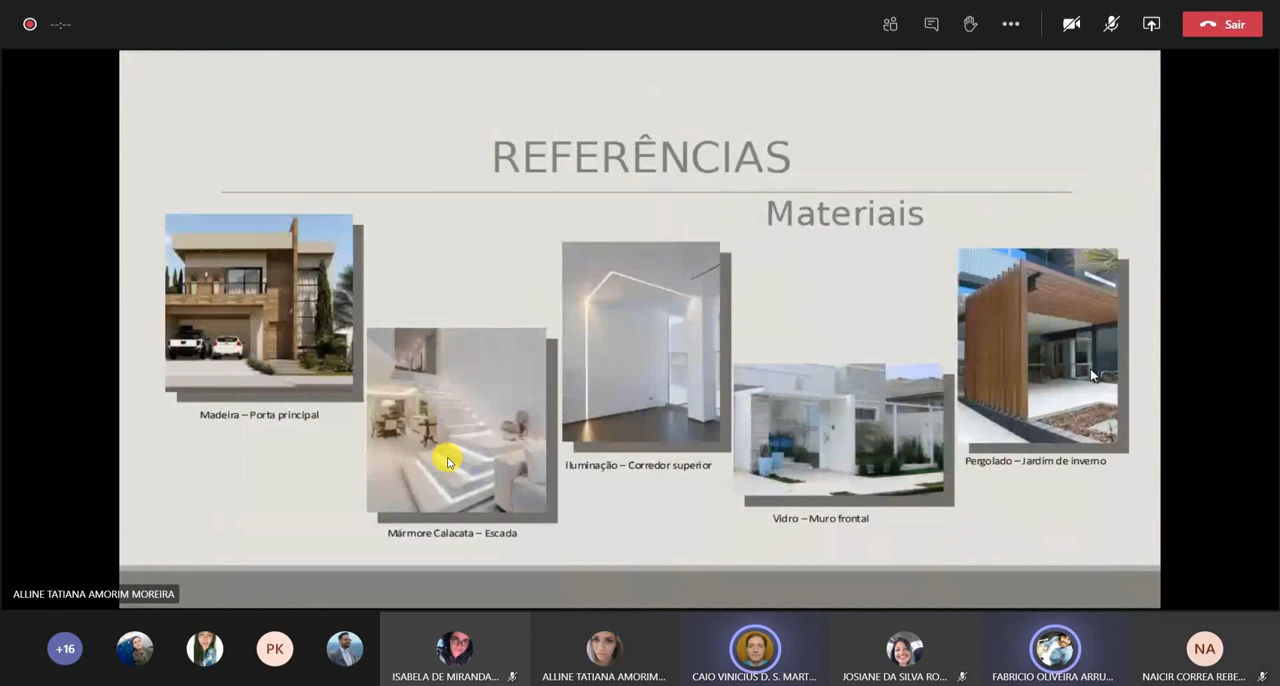 --:--
Sair
REFERÊNCIAS
Materiais
Madeira – Porta principal
Mármore Calacata – Escada
Iluminação – Corredor superior
Vidro – Muro frontal
Pergolado – Jardim de inverno
ALLINE TATIANA AMORIM MOREIRA
+16
PK
NA
ISABELA DE MIRANDA...
ALLINE TATIANA AMORIM...
CAIO VINICIUS D. S. MART...
JOSIANE DA SILVA RO...
FABRICIO OLIVEIRA ARRU...
NAICIR CORREA REBE...